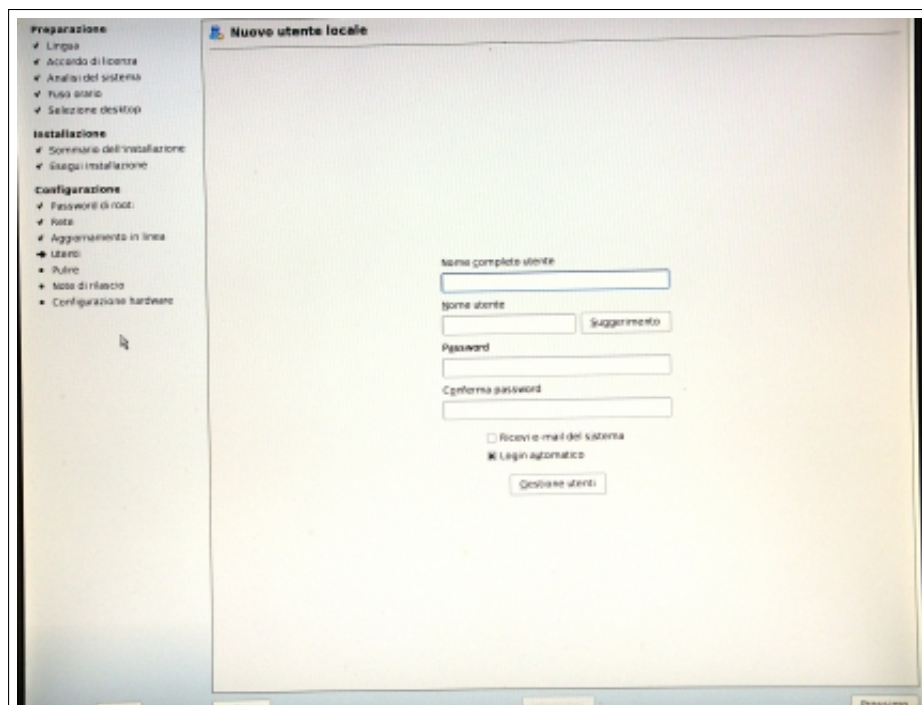 Preparazione
Lingua
Accordo di licenza
Analisi del sistema
Fuso orario
Selezione desktop
Installazione
Sommario dell'installazione
Esegui installazione
Configurazione
Password di root
Rete
Aggiornamento in linea
Utenti
Pulire
Note di rilascio
Configurazione hardware
Nuovo utente locale
Nome completo utente
Nome utente
Suggerimento
Password
Conferma password
Ricevi e-mail del sistema
Login automatico
Gestione utenti